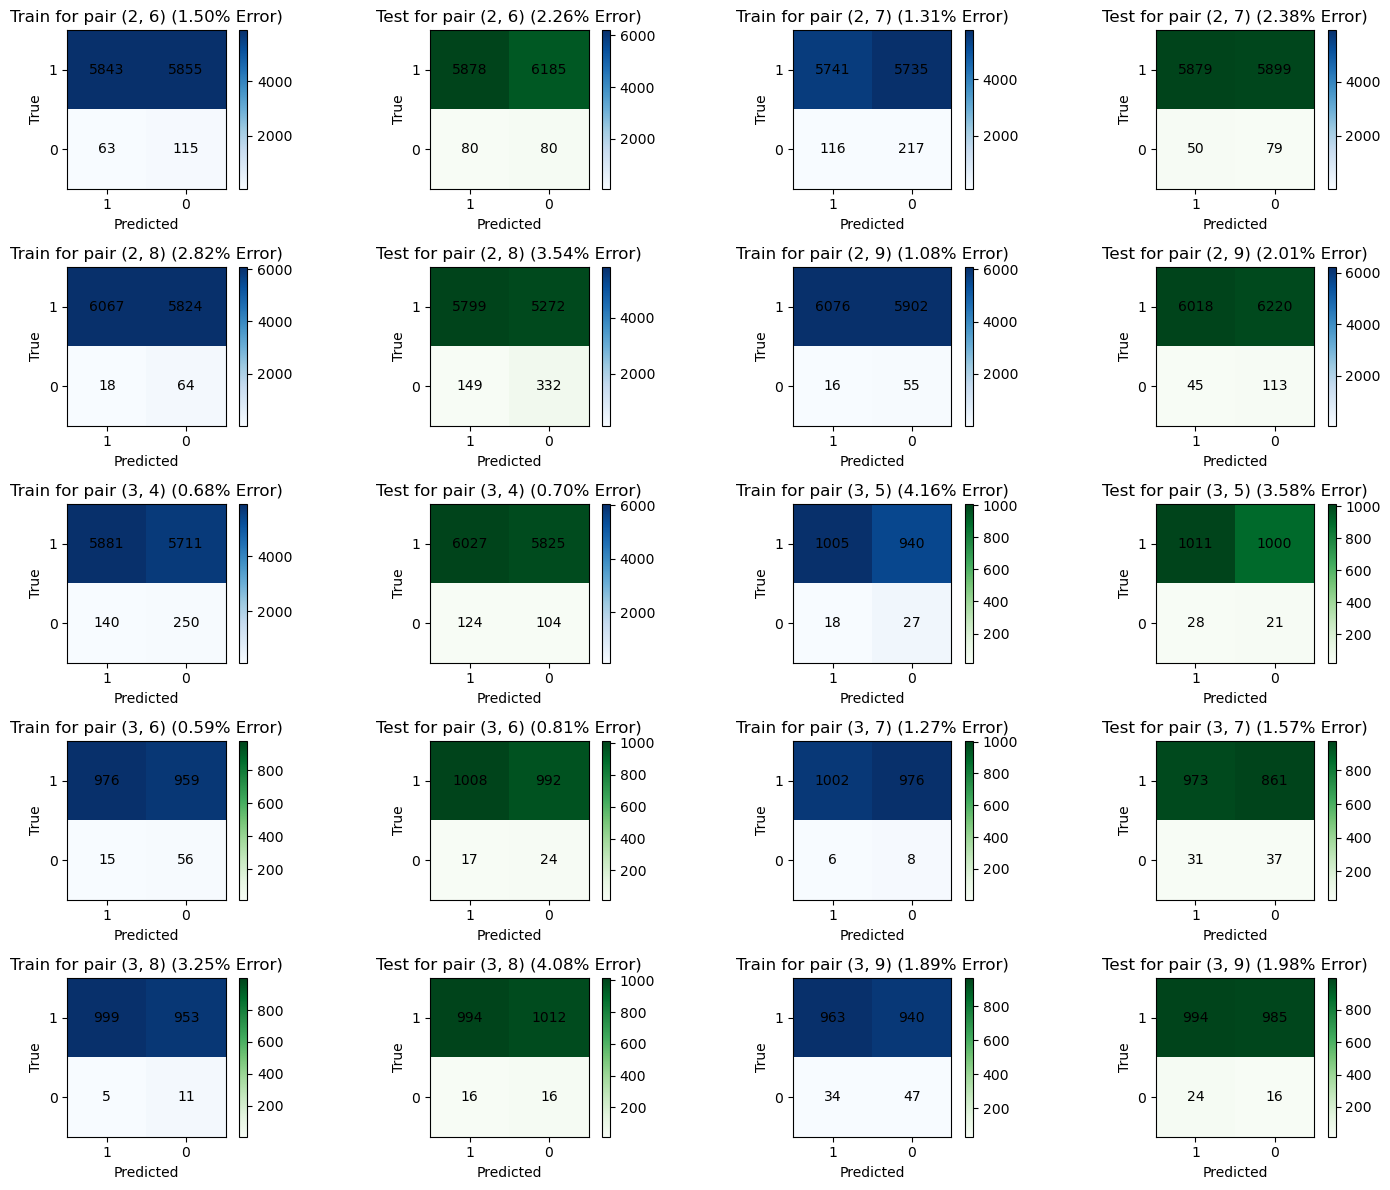 Train for pair (2, 6) (1.50% Error)
1 5843 5855 4000
True
0 63 115 2000
1 0
Predicted
Test for pair (2, 6) (2.26% Error)
6000
1 5878 6185 4000
True
0 80 80 2000
1 0
Predicted
Train for pair (2, 7) (1.31% Error)
1 5741 5735 4000
True
0 116 217 2000
1 0
Predicted
Test for pair (2, 7) (2.38% Error)
1 5879 5899 4000
True
0 50 79 2000
1 0
Predicted
Train for pair (2, 8) (2.82% Error)
6000
1 6067 5824 4000
True
0 18 64 2000
1 0
Predicted
Test for pair (2, 8) (3.54% Error)
1 5799 5272 4000
True
0 149 332 2000
1 0
Predicted
Train for pair (2, 9) (1.08% Error)
6000
1 6076 5902 4000
True
0 16 55 2000
1 0
Predicted
Test for pair (2, 9) (2.01% Error)
6000
1 6018 6220 4000
True
0 45 113 2000
1 0
Predicted
Train for pair (3, 4) (0.68% Error)
1 5881 5711 4000
True
0 140 250 2000
1 0
Predicted
Test for pair (3, 4) (0.70% Error)
6000
1 6027 5825 4000
True
0 124 104 2000
1 0
Predicted
Train for pair (3, 5) (4.16% Error)
1000
800
1 1005 940 600
True
400
0 18 27 200
1 0
Predicted
Test for pair (3, 5) (3.58% Error)
1000
800
1 1011 1000 600
True
400
0 28 21 200
1 0
Predicted
Train for pair (3, 6) (0.59% Error)
800
1 976 959 600
True
400
0 15 56 200
1 0
Predicted
Test for pair (3, 6) (0.81% Error)
1000
800
1 1008 992 600
True
400
0 17 24 200
1 0
Predicted
Train for pair (3, 7) (1.27% Error)
1000
800
1 1002 976 600
True
400
0 6 8 200
1 0
Predicted
Test for pair (3, 7) (1.57% Error)
800
1 973 861 600
True
400
0 31 37 200
1 0
Predicted
Train for pair (3, 8) (3.25% Error)
800
1 999 953 600
True
400
0 5 11 200
1 0
Predicted
Test for pair (3, 8) (4.08% Error)
1000
800
1 994 1012 600
True
400
0 16 16 200
1 0
Predicted
Train for pair (3, 9) (1.89% Error)
800
1 963 940 600
True
400
0 34 47 200
1 0
Predicted
Test for pair (3, 9) (1.98% Error)
800
1 994 985 600
True
400
0 24 16 200
1 0
Predicted